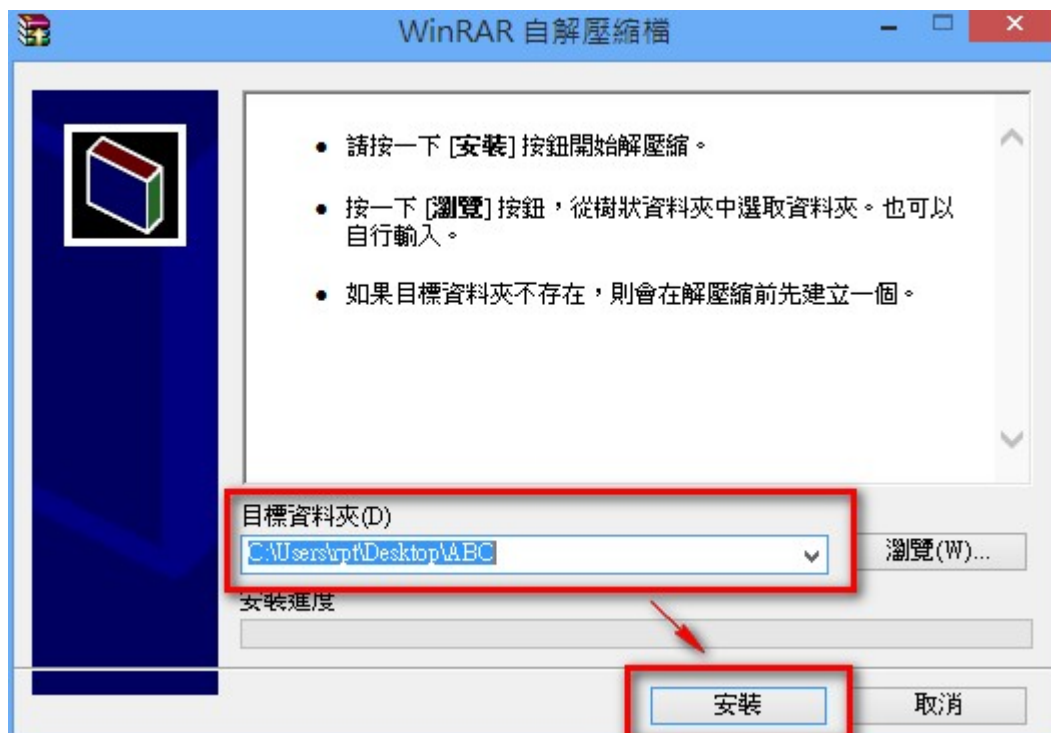 WinRAR 自解壓縮檔
請按一下 [安裝] 按鈕開始解壓縮。
按一下 [瀏覽] 按鈕，從樹狀資料夾中選取資料夾。也可以
自行輸入。
如果目標資料夾不存在，則會在解壓縮前先建立一個。
目標資料夾(D)
C:\Users\rpt\Desktop\ABC
瀏覽(W)...
安裝進度
安裝
取消